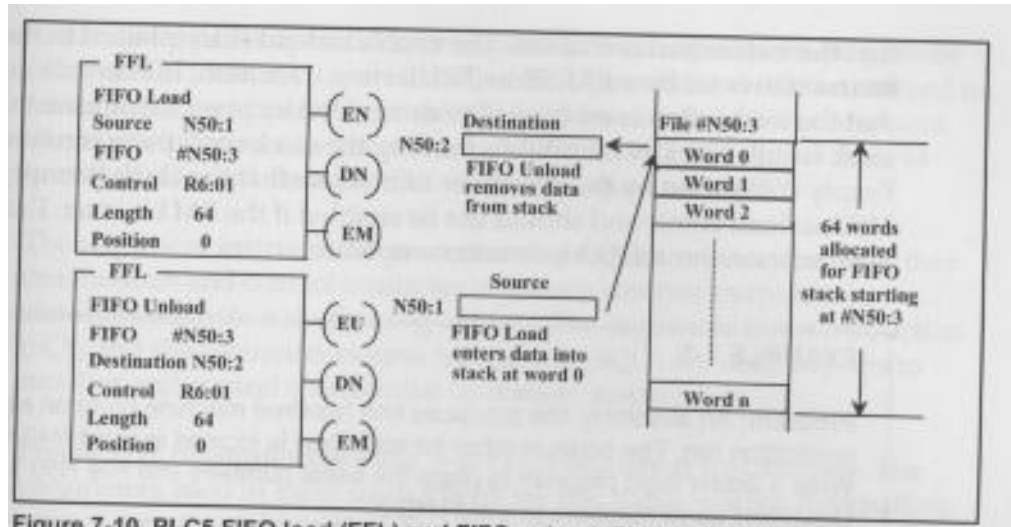 FFL
FIFO Load
Source N50:1
FIFO #N50:3
Control R6:01
Length 64
Position 0
EN
DN
EM
FFL
FIFO Unload
FIFO #N50:3
Destination N50:2
Control R6:01
Length 64
Position 0
EU
DN
EM
Destination
N50:2
FIFO Unload
removes data
from stack
Source
N50:1
FIFO Load
enters data into
stack at word 0
File #N50:3
Word 0
Word 1
Word 2
Word n
64 words
allocated
for FIFO
stack starting
at #N50:3
Figure 7-10. PLC5 FIFO load (FFL) and FIFO